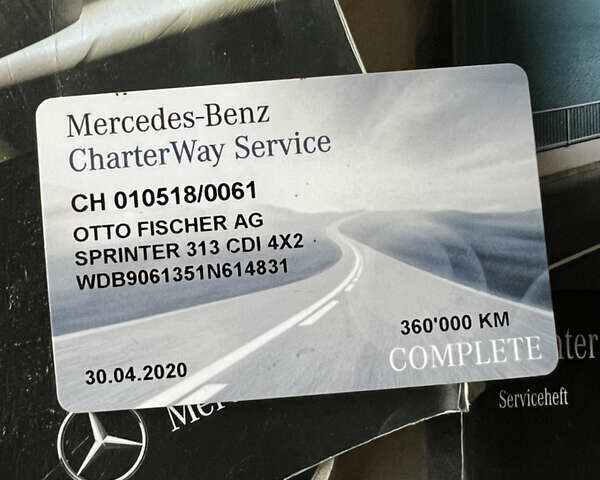 Mercedes-Benz
CharterWay Service
CH 010518/0061
OTTO FISCHER AG
SPRINTER 313 CDI 4X2
WDB9061351N614831
360'000 KM
COMPLETE
30.04.2020
Serviceheft